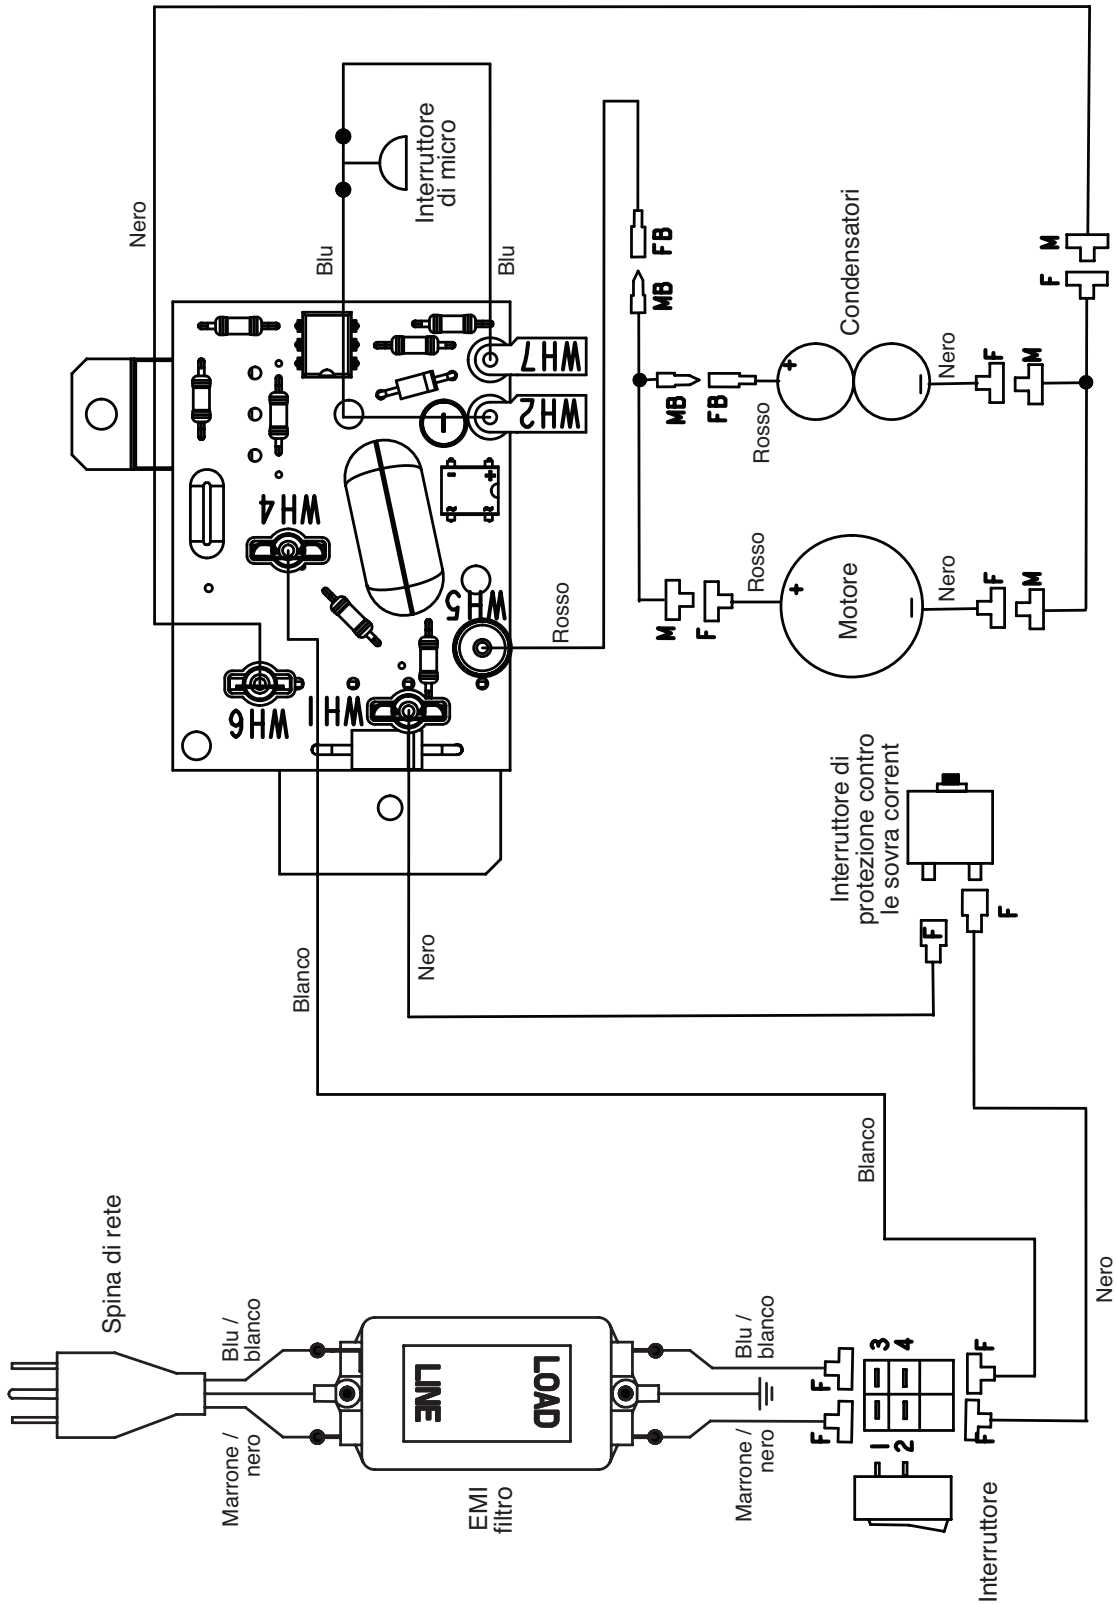 Spina di rete
Marrone /
nero
Blu /
blanco
EMI
filtro
LINE
LOAD
Marrone /
nero
Blu /
blanco
F
F
1
2
3
4
F
F
Interruttore
Nero
Blanco
Blanco
Nero
F
F
Interruttore di
protezione contro
le sovra corrent
Nero
WH6
WH1
WH4
WH5
WH2
WH7
-
+
Blu
Blu
Interruttore
di micro
Rosso
FB
MB
MB
FB
Rosso
+
-
Condensatori
Nero
F
M
M
F
Rosso
+
-
Motore
Nero
F
M
F
M